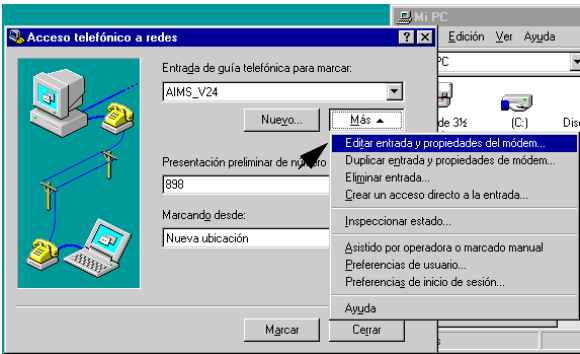 Mi PC
Acceso telefónico a redes
Edición Ver Ayuda
Entrada de guía telefónica para marcar:
PC
AIMS_V24
Nuevo... Más
de 3½ (C:) Disc
Editar entrada y propiedades del módem...
Duplicar entrada y propiedades de módem...
Presentación preliminar de número
Eliminar entrada...
898
Crear un acceso directo a la entrada...
Marcando desde:
Inspeccionar estado...
Nueva ubicación
Asistido por operadora o marcado manual
Preferencias de usuario...
Preferencias de inicio de sesión...
Ayuda
Marcar Cerrar